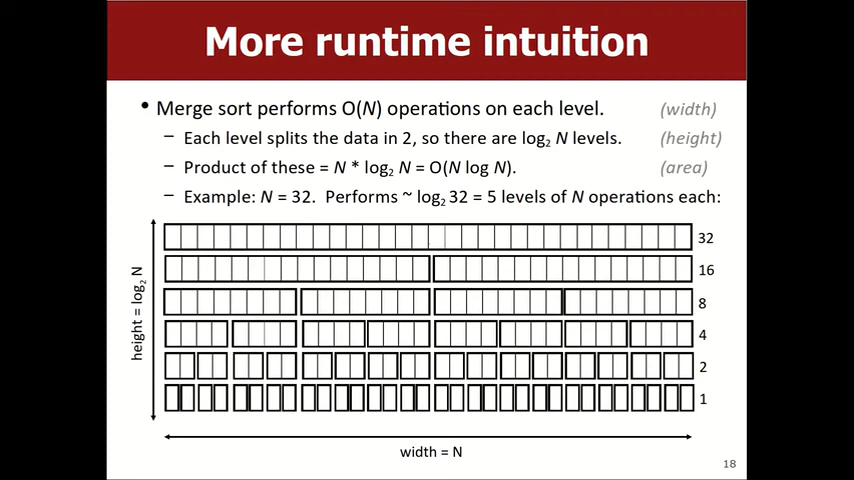 More runtime intuition
• Merge sort performs O(N) operations on each level. (width)
– Each level splits the data in 2, so there are log₂ N levels. (height)
– Product of these = N * log₂ N = O(N log N). (area)
– Example: N = 32. Performs ~ log₂ 32 = 5 levels of N operations each:
32
16
8
4
2
1
height = log₂ N
width = N
18